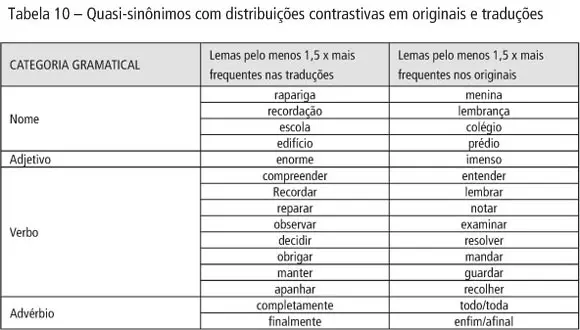 Tabela 10 – Quasi-sinônimos com distribuições contrastivas em originais e traduções
CATEGORIA GRAMATICAL
Lemas pelo menos 1,5 x mais
frequentes nas traduções
Lemas pelo menos 1,5 x mais
frequentes nos originais
Nome
rapariga menina
recordação lembrança
escola colégio
edifício prédio
Adjetivo enorme imenso
Verbo
compreender entender
Recordar lembrar
reparar notar
observar examinar
decidir resolver
obrigar mandar
manter guardar
apanhar recolher
Advérbio
completamente todo/toda
finalmente enfim/afinal